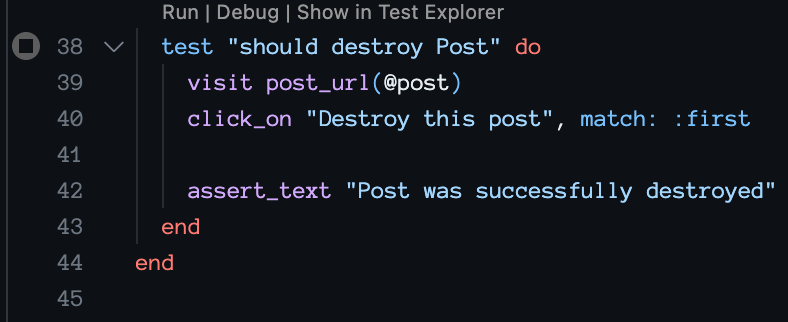 Run | Debug | Show in Test Explorer
38 test "should destroy Post" do
39 visit post_url(@post)
40 click_on "Destroy this post", match: :first
41
42 assert_text "Post was successfully destroyed"
43 end
44 end
45